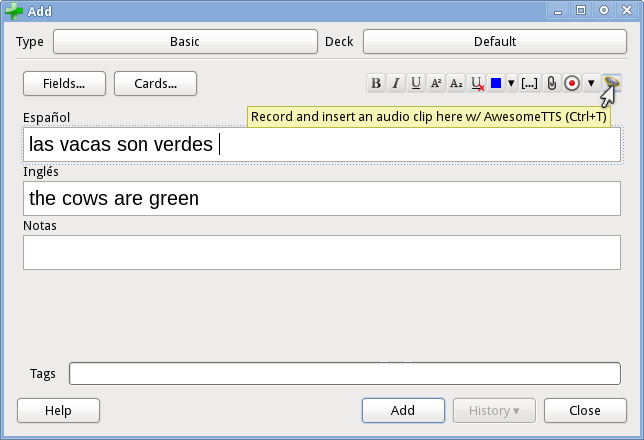 Add
Type Basic Deck Default
Fields... Cards... B I U A² A₂ U [...]
Record and insert an audio clip here w/ AwesomeTTS (Ctrl+T)
Español
las vacas son verdes
Inglés
the cows are green
Notas
Tags
Help Add History ▾ Close